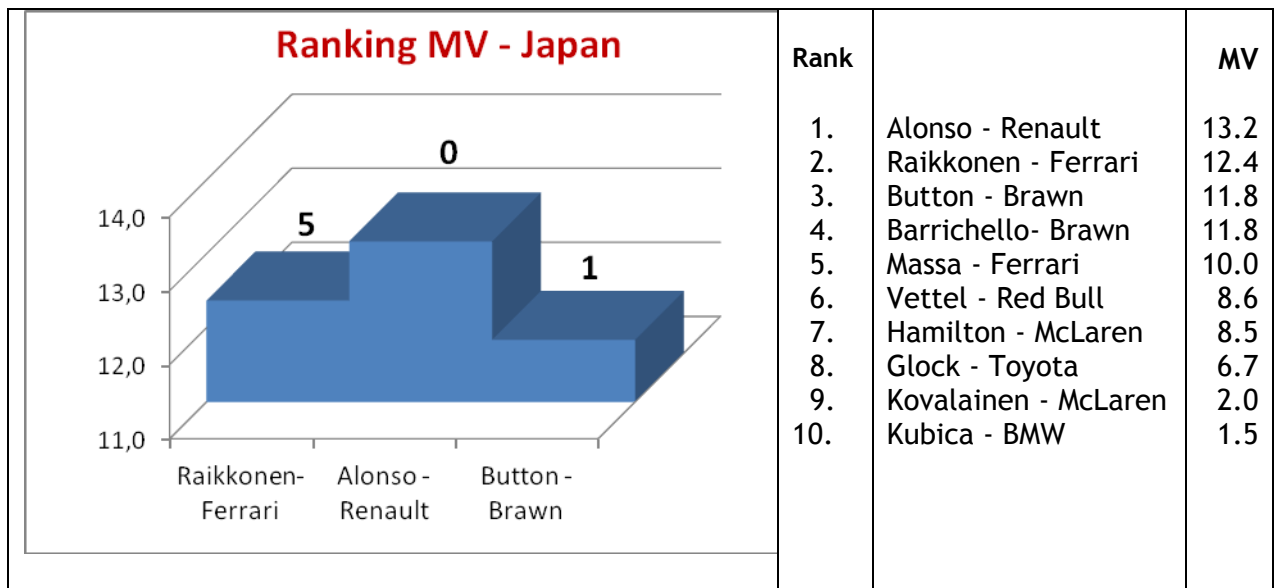 Ranking MV - Japan
0
5
1
14,0
13,0
12,0
11,0
Raikkonen-
Ferrari
Alonso -
Renault
Button -
Brawn
Rank MV
1. Alonso - Renault 13.2
2. Raikkonen - Ferrari 12.4
3. Button - Brawn 11.8
4. Barrichello- Brawn 11.8
5. Massa - Ferrari 10.0
6. Vettel - Red Bull 8.6
7. Hamilton - McLaren 8.5
8. Glock - Toyota 6.7
9. Kovalainen - McLaren 2.0
10. Kubica - BMW 1.5